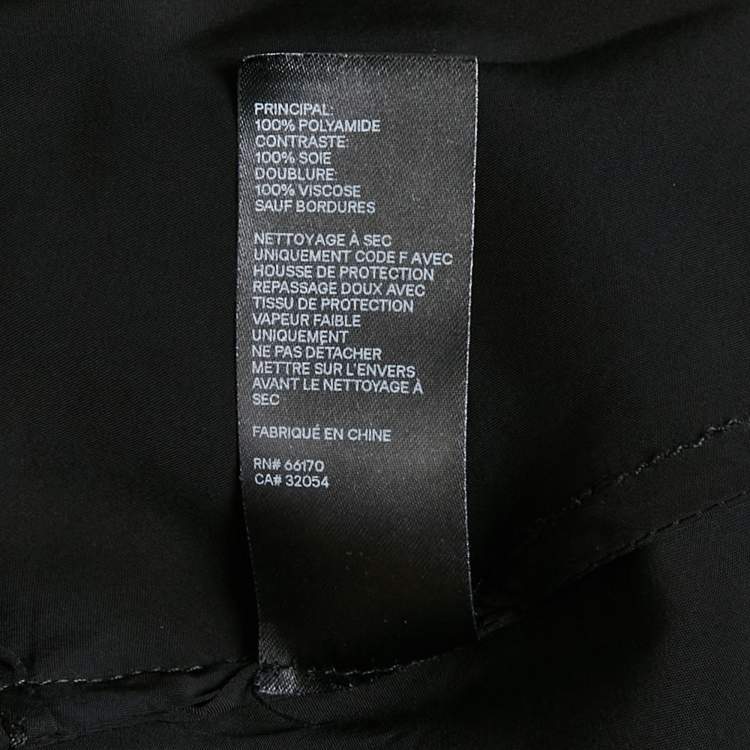 PRINCIPAL:
100% POLYAMIDE
CONTRASTE:
100% SOIE
DOUBLURE:
100% VISCOSE
SAUF BORDURES
NETTOYAGE À SEC
UNIQUEMENT CODE F AVEC
HOUSSE DE PROTECTION
REPASSAGE DOUX AVEC
TISSU DE PROTECTION
VAPEUR FAIBLE
UNIQUEMENT
NE PAS DÉTACHER
METTRE SUR L'ENVERS
AVANT LE NETTOYAGE À
SEC
FABRIQUÉ EN CHINE
RN# 66170
CA# 32054